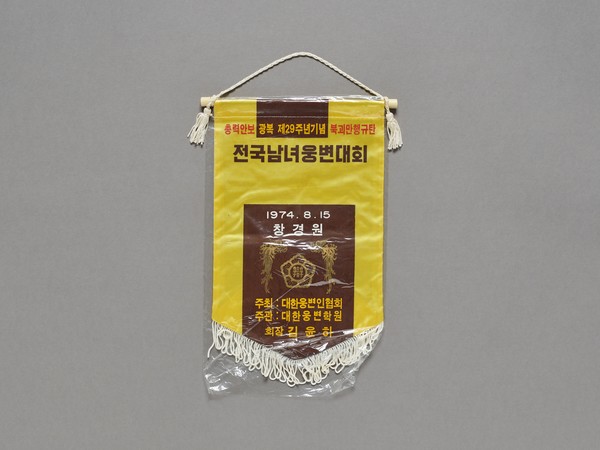 총력안보 광복 제29주년기념 북괴만행규탄
전국남녀웅변대회
1974. 8. 15
창경원
주최 : 대한웅변인협회
주관 : 대한웅변학원
회장 김윤하